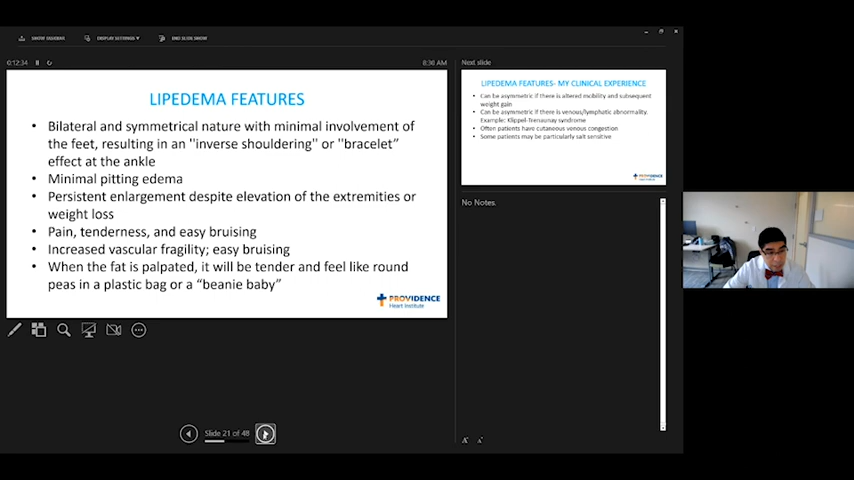 SHOW TASKBAR
DISPLAY SETTINGS ▾
END SLIDE SHOW
0:12:34
8:36 AM
Next slide
LIPEDEMA FEATURES
• Bilateral and symmetrical nature with minimal involvement of
the feet, resulting in an "inverse shouldering" or "bracelet"
effect at the ankle
• Minimal pitting edema
• Persistent enlargement despite elevation of the extremities or
weight loss
• Pain, tenderness, and easy bruising
• Increased vascular fragility; easy bruising
• When the fat is palpated, it will be tender and feel like round
peas in a plastic bag or a “beanie baby”
PROVIDENCE
Heart Institute
LIPEDEMA FEATURES- MY CLINICAL EXPERIENCE
• Can be asymmetric if there is altered mobility and subsequent
weight gain
• Can be asymmetric if there is venous/lymphatic abnormality.
Example: Klippel-Trenaunay syndrome
• Often patients have cutaneous venous congestion
• Some patients may be particularly salt sensitive
PROVIDENCE
No Notes.
Slide 21 of 48
A A